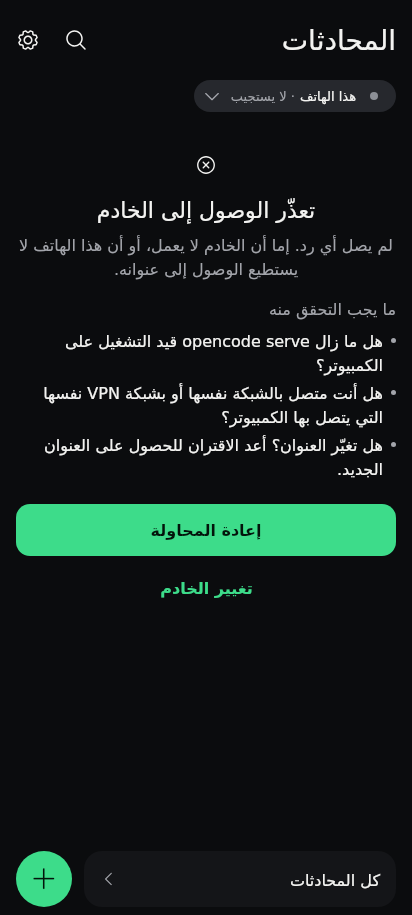 المحادثات
هذا الهاتف · لا يستجيب
تعذّر الوصول إلى الخادم
لم يصل أي رد. إما أن الخادم لا يعمل، أو أن هذا الهاتف لا
يستطيع الوصول إلى عنوانه.
ما يجب التحقق منه
• هل ما زال opencode serve قيد التشغيل على
الكمبيوتر؟
• هل أنت متصل بالشبكة نفسها أو بشبكة VPN نفسها
التي يتصل بها الكمبيوتر؟
• هل تغيّر العنوان؟ أعد الاقتران للحصول على العنوان
الجديد.
إعادة المحاولة
تغيير الخادم
كل المحادثات